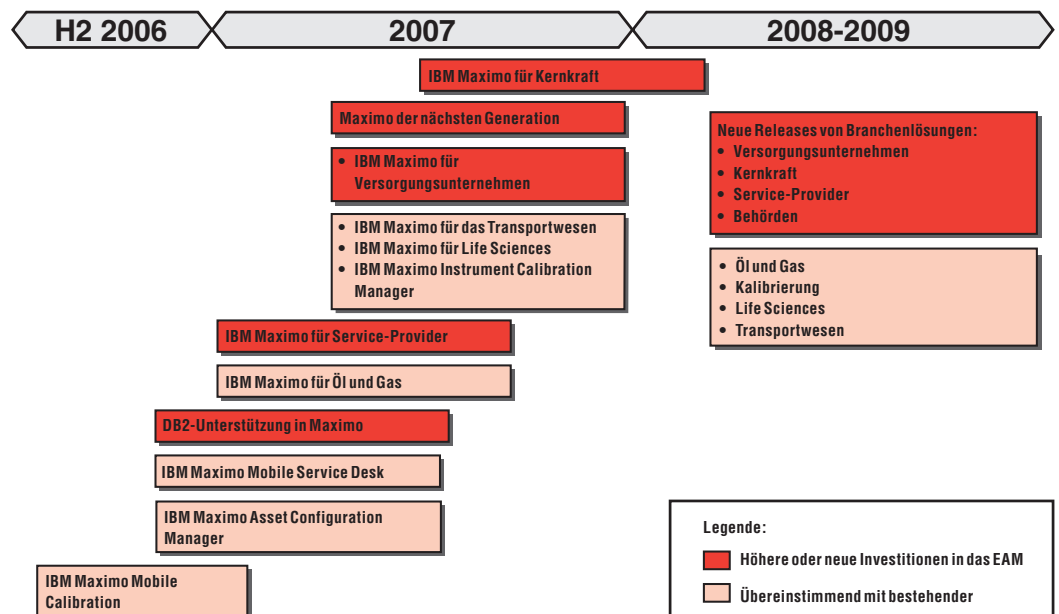 H2 2006
2007
2008-2009
IBM Maximo für Kernkraft
Maximo der nächsten Generation
• IBM Maximo für
Versorgungsunternehmen
• IBM Maximo für das Transportwesen
• IBM Maximo für Life Sciences
• IBM Maximo Instrument Calibration
Manager
Neue Releases von Branchenlösungen:
• Versorgungsunternehmen
• Kernkraft
• Service-Provider
• Behörden
• Öl und Gas
• Kalibrierung
• Life Sciences
• Transportwesen
IBM Maximo für Service-Provider
IBM Maximo für Öl und Gas
DB2-Unterstützung in Maximo
IBM Maximo Mobile Service Desk
IBM Maximo Asset Configuration
Manager
IBM Maximo Mobile
Calibration
Legende:
Höhere oder neue Investitionen in das EAM
Übereinstimmend mit bestehender